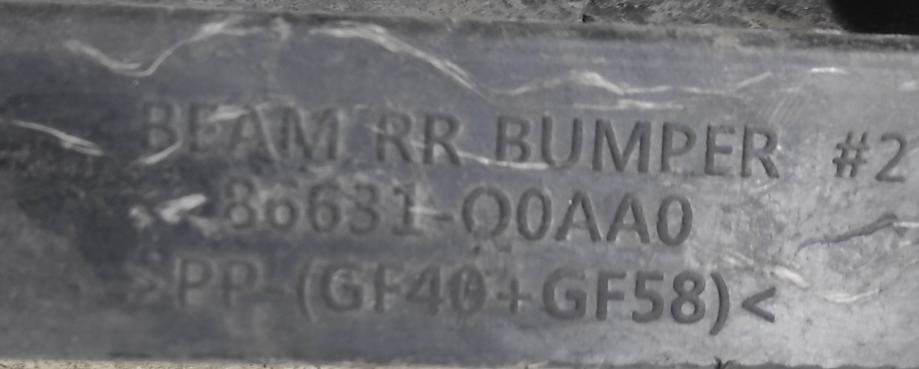 BEAM RR BUMPER #2
86631-Q0AA0
>PP-(GF40+GF58)<